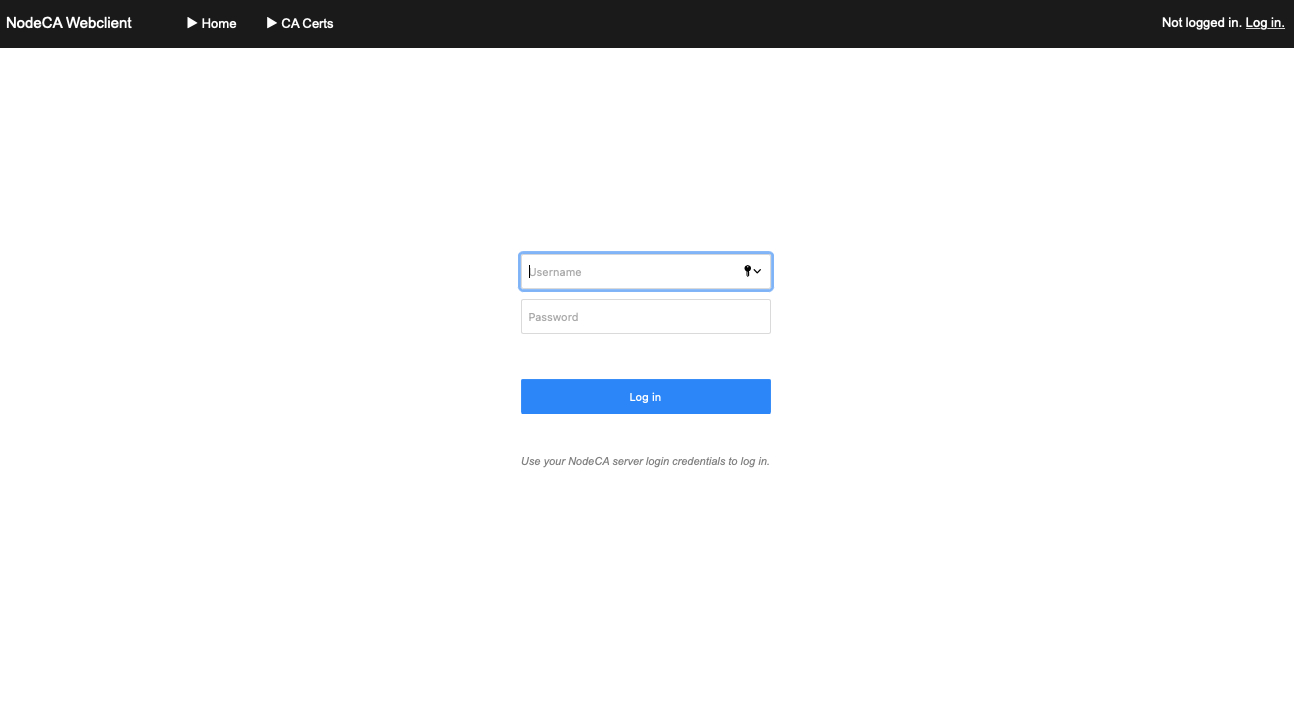 NodeCA Webclient
Home
CA Certs
Not logged in. Log in.
Username
Password
Log in
Use your NodeCA server login credentials to log in.